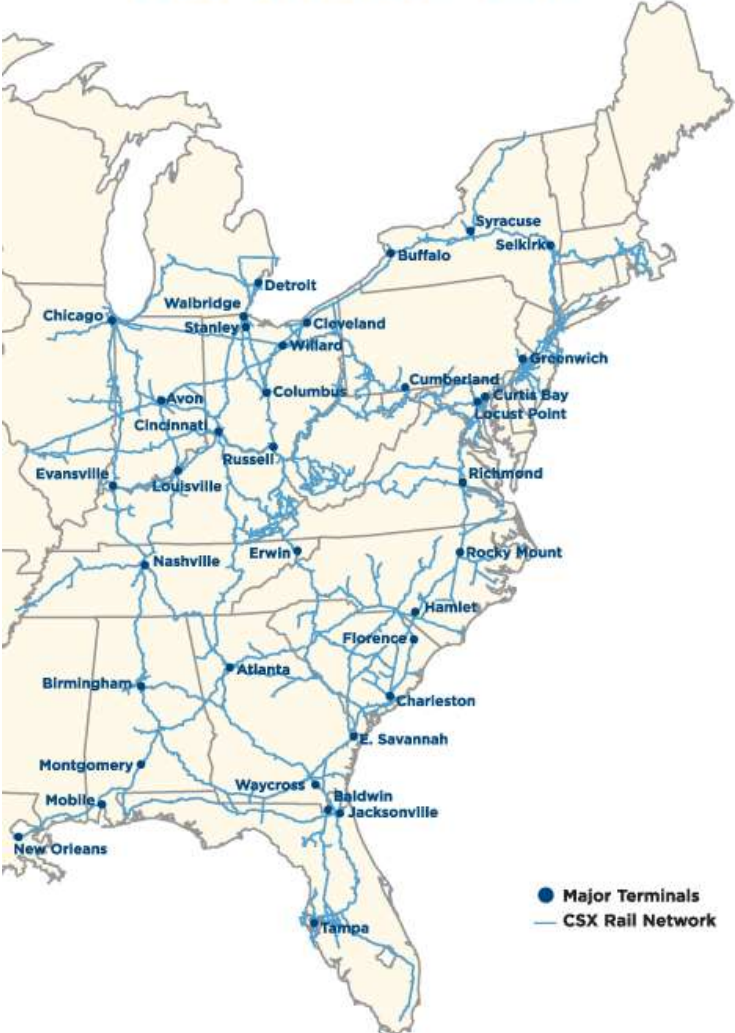 Syracuse
Selkirk
Buffalo
Detroit
Walbridge
Chicago
Stanley
Cleveland
Willard
Greenwich
Cumberland
Columbus
Curtis Bay
Avon
Locust Point
Cincinnati
Russell
Evansville
Louisville
Richmond
Erwin
Rocky Mount
Nashville
Hamlet
Florence
Atlanta
Birmingham
Charleston
E. Savannah
Montgomery
Waycross
Baldwin
Mobile
Jacksonville
New Orleans
Major Terminals
CSX Rail Network
Tampa